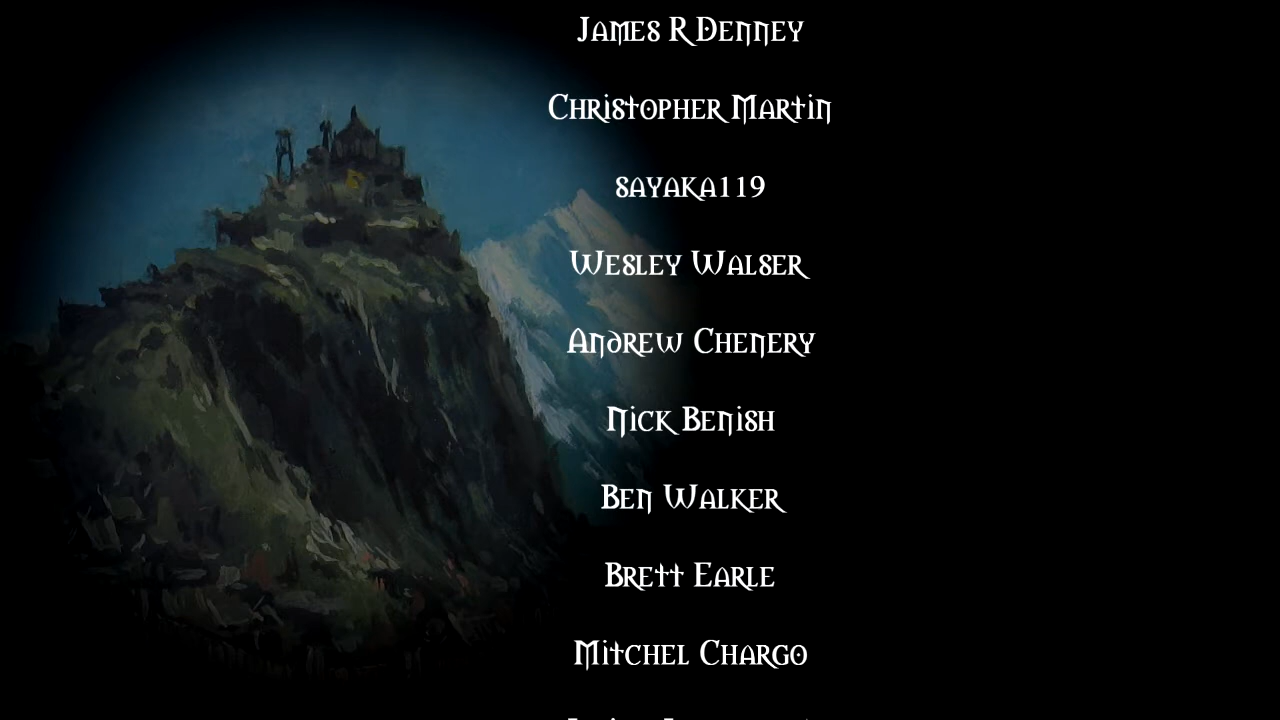 James R Denney
Christopher Martin
sayaka119
Wesley Walser
Andrew Chenery
Nick Benish
Ben Walker
Brett Earle
Mitchel Chargo